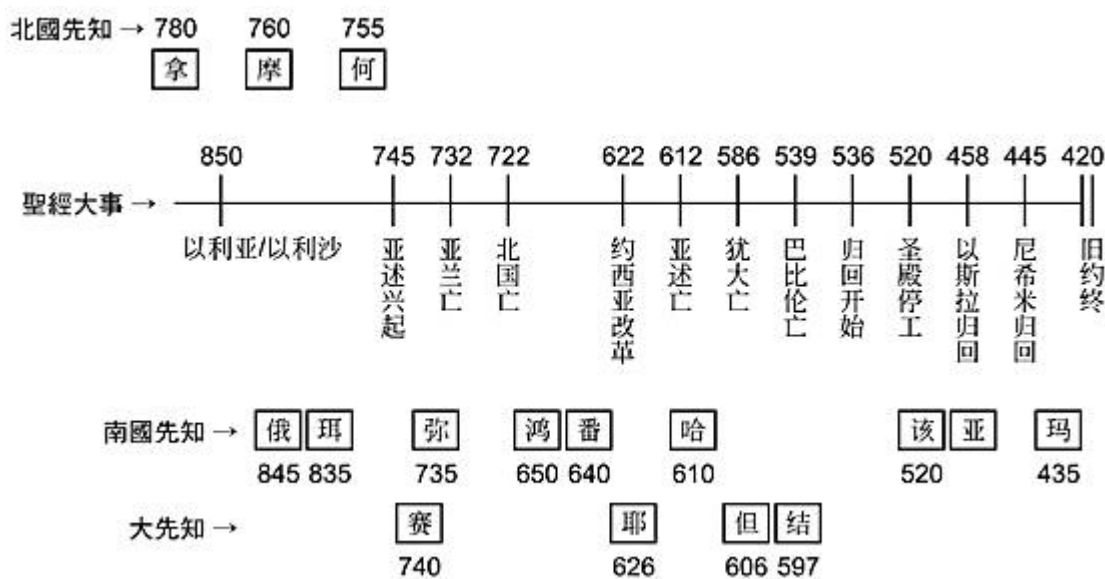 北國先知 → 780 760 755
拿 摩 何
850 745 732 722 622 612 586 539 536 520 458 445 420
聖經大事 →
以利亚/以利沙 亚述兴起 亚兰亡 北国亡 约西亚改革 亚述亡 犹大亡 巴比伦亡 归回开始 圣殿停工 以斯拉归回 尼希米归回 旧约终
南國先知 → 俄 珥 弥 鸿 番 哈 该 亚 玛
845 835 735 650 640 610 520 435
大先知 → 赛 耶 但 结
740 626 606 597